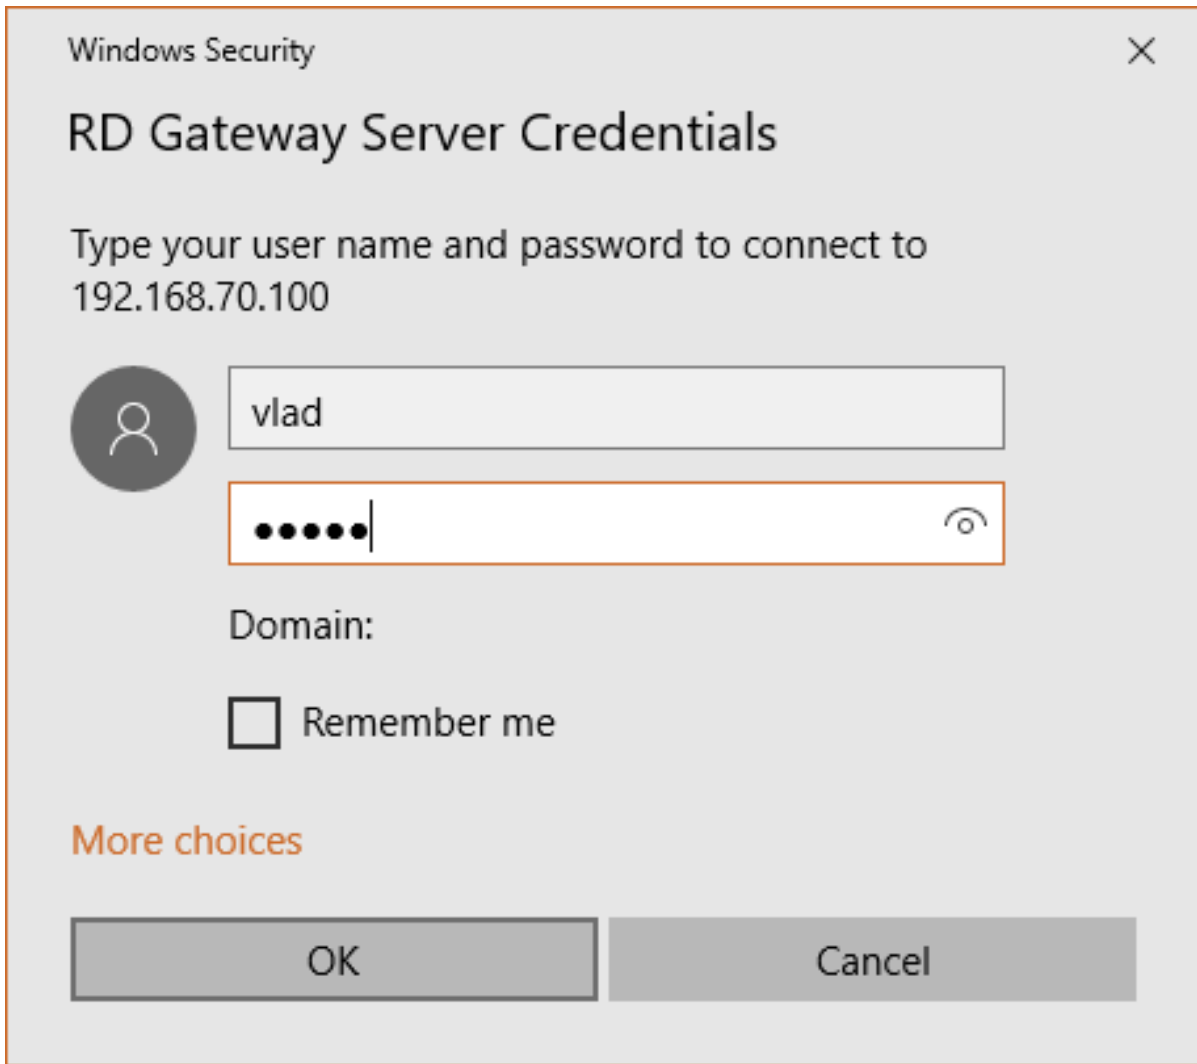 Windows Security
RD Gateway Server Credentials
Type your user name and password to connect to
192.168.70.100
vlad
●●●●●
Domain:
Remember me
More choices
OK
Cancel